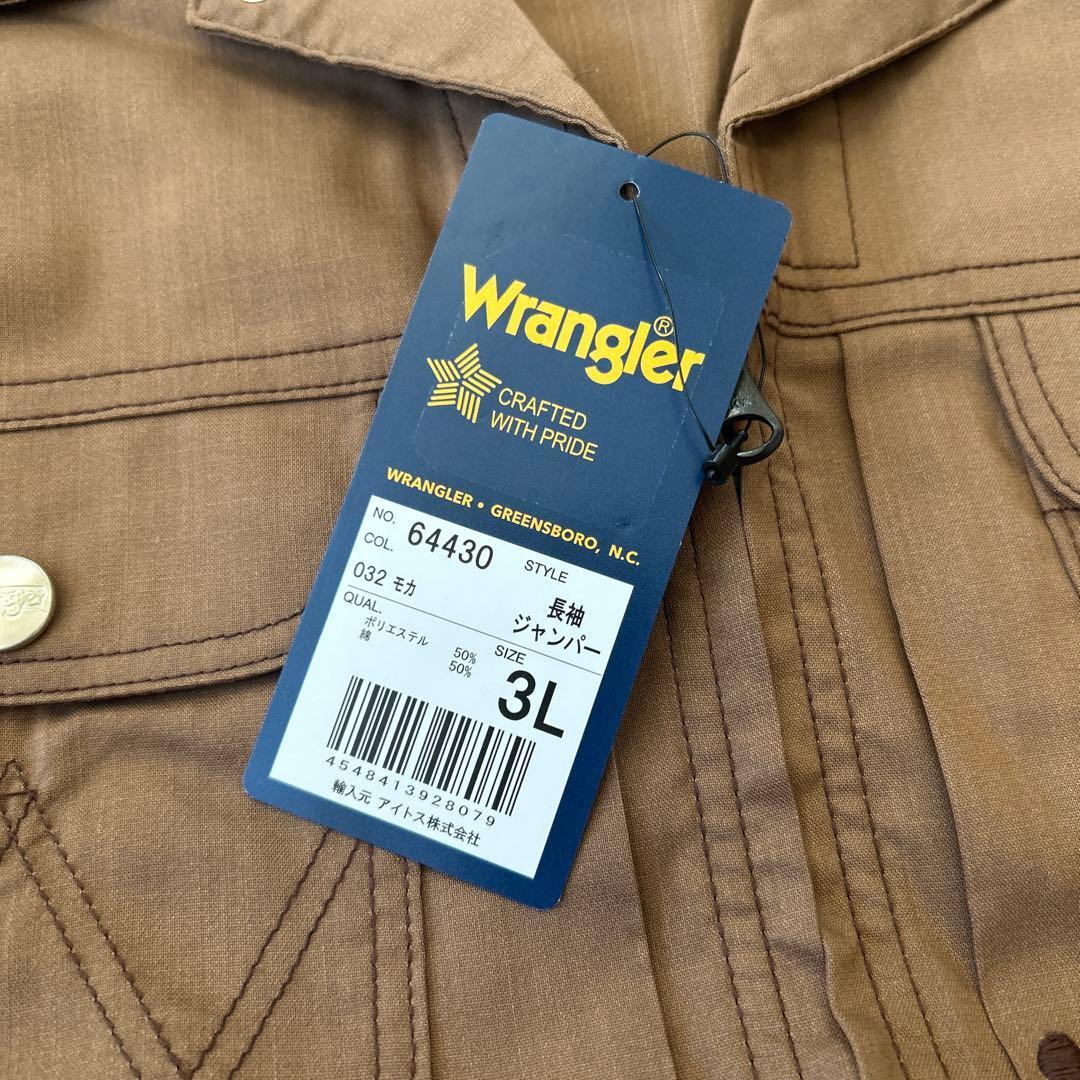 Wrangler®
CRAFTED
WITH PRIDE
WRANGLER • GREENSBORO, N.C.
NO. 64430
STYLE
COL.
032 モカ
長袖
ジャンパー
QUAL.
ポリエステル 50%
綿 50%
SIZE
3L
4548413928079
輸入元 アイトス株式会社